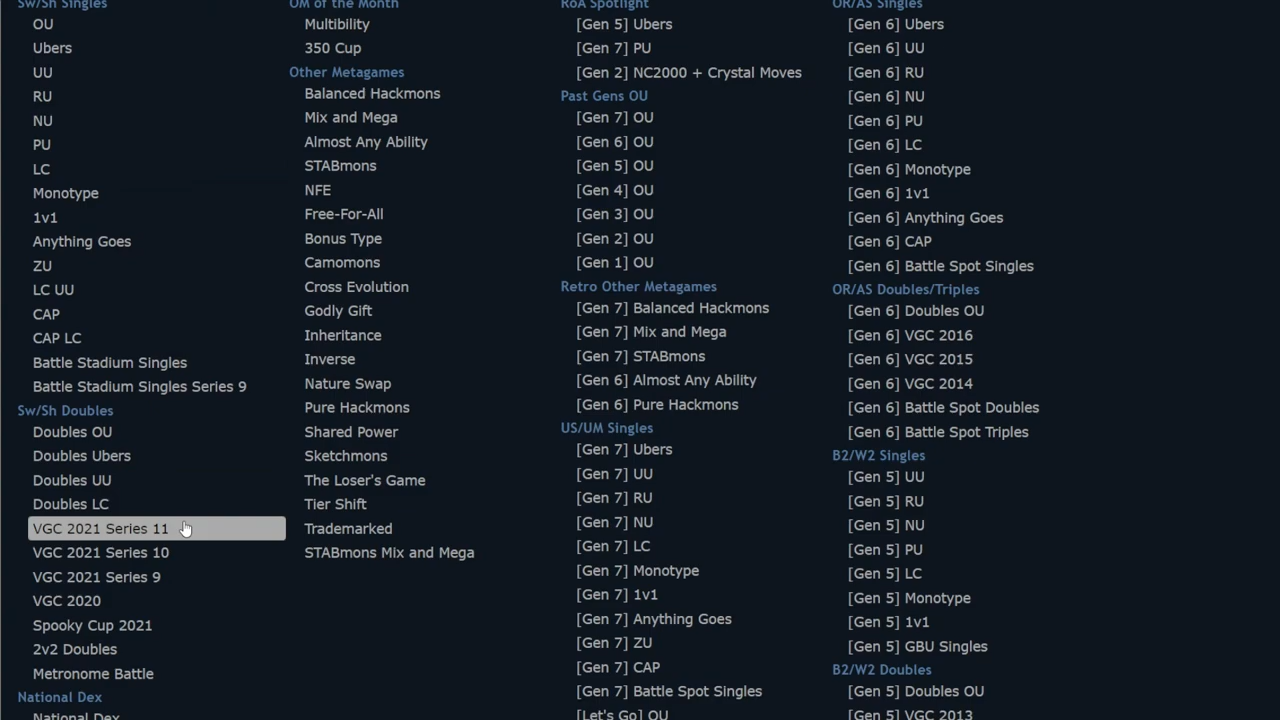 Sw/Sh Singles
OU
Ubers
UU
RU
NU
PU
LC
Monotype
1v1
Anything Goes
ZU
LC UU
CAP
CAP LC
Battle Stadium Singles
Battle Stadium Singles Series 9
Sw/Sh Doubles
Doubles OU
Doubles Ubers
Doubles UU
Doubles LC
VGC 2021 Series 11
VGC 2021 Series 10
VGC 2021 Series 9
VGC 2020
Spooky Cup 2021
2v2 Doubles
Metronome Battle
National Dex
National Dex
OM of the Month
Multibility
350 Cup
Other Metagames
Balanced Hackmons
Mix and Mega
Almost Any Ability
STABmons
NFE
Free-For-All
Bonus Type
Camomons
Cross Evolution
Godly Gift
Inheritance
Inverse
Nature Swap
Pure Hackmons
Shared Power
Sketchmons
The Loser's Game
Tier Shift
Trademarked
STABmons Mix and Mega
RoA Spotlight
[Gen 5] Ubers
[Gen 7] PU
[Gen 2] NC2000 + Crystal Moves
Past Gens OU
[Gen 7] OU
[Gen 6] OU
[Gen 5] OU
[Gen 4] OU
[Gen 3] OU
[Gen 2] OU
[Gen 1] OU
Retro Other Metagames
[Gen 7] Balanced Hackmons
[Gen 7] Mix and Mega
[Gen 7] STABmons
[Gen 6] Almost Any Ability
[Gen 6] Pure Hackmons
US/UM Singles
[Gen 7] Ubers
[Gen 7] UU
[Gen 7] RU
[Gen 7] NU
[Gen 7] LC
[Gen 7] Monotype
[Gen 7] 1v1
[Gen 7] Anything Goes
[Gen 7] ZU
[Gen 7] CAP
[Gen 7] Battle Spot Singles
[Let's Go] OU
OR/AS Singles
[Gen 6] Ubers
[Gen 6] UU
[Gen 6] RU
[Gen 6] NU
[Gen 6] PU
[Gen 6] LC
[Gen 6] Monotype
[Gen 6] 1v1
[Gen 6] Anything Goes
[Gen 6] CAP
[Gen 6] Battle Spot Singles
OR/AS Doubles/Triples
[Gen 6] Doubles OU
[Gen 6] VGC 2016
[Gen 6] VGC 2015
[Gen 6] VGC 2014
[Gen 6] Battle Spot Doubles
[Gen 6] Battle Spot Triples
B2/W2 Singles
[Gen 5] UU
[Gen 5] RU
[Gen 5] NU
[Gen 5] PU
[Gen 5] LC
[Gen 5] Monotype
[Gen 5] 1v1
[Gen 5] GBU Singles
B2/W2 Doubles
[Gen 5] Doubles OU
[Gen 5] VGC 2013